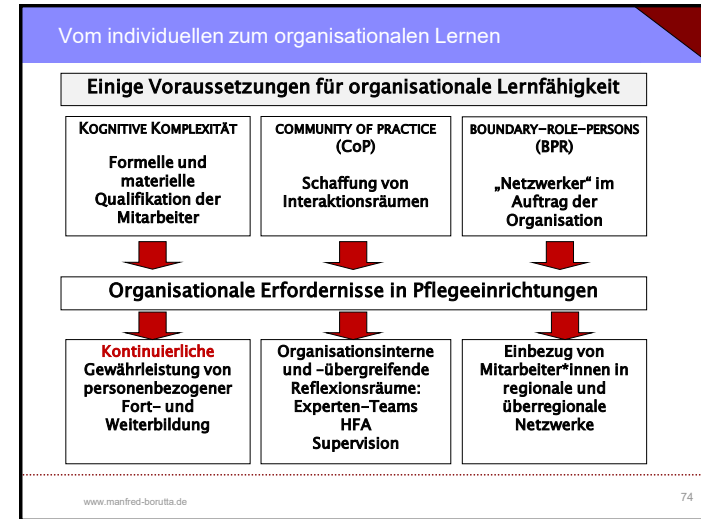 Vom individuellen zum organisationalen Lernen
Einige Voraussetzungen für organisationale Lernfähigkeit
KOGNITIVE KOMPLEXITÄT
Formelle und
materielle
Qualifikation der
Mitarbeiter
COMMUNITY OF PRACTICE
(CoP)
Schaffung von
Interaktionsräumen
BOUNDARY-ROLE-PERSONS
(BPR)
„Netzwerker“ im
Auftrag der
Organisation
Organisationale Erfordernisse in Pflegeeinrichtungen
Kontinuierliche
Gewährleistung von
personenbezogener
Fort- und
Weiterbildung
Organisationsinterne
und -übergreifende
Reflexionsräume:
Experten-Teams
HFA
Supervision
Einbezug von
Mitarbeiter*innen in
regionale und
überregionale
Netzwerke
www.manfred-borutta.de
74